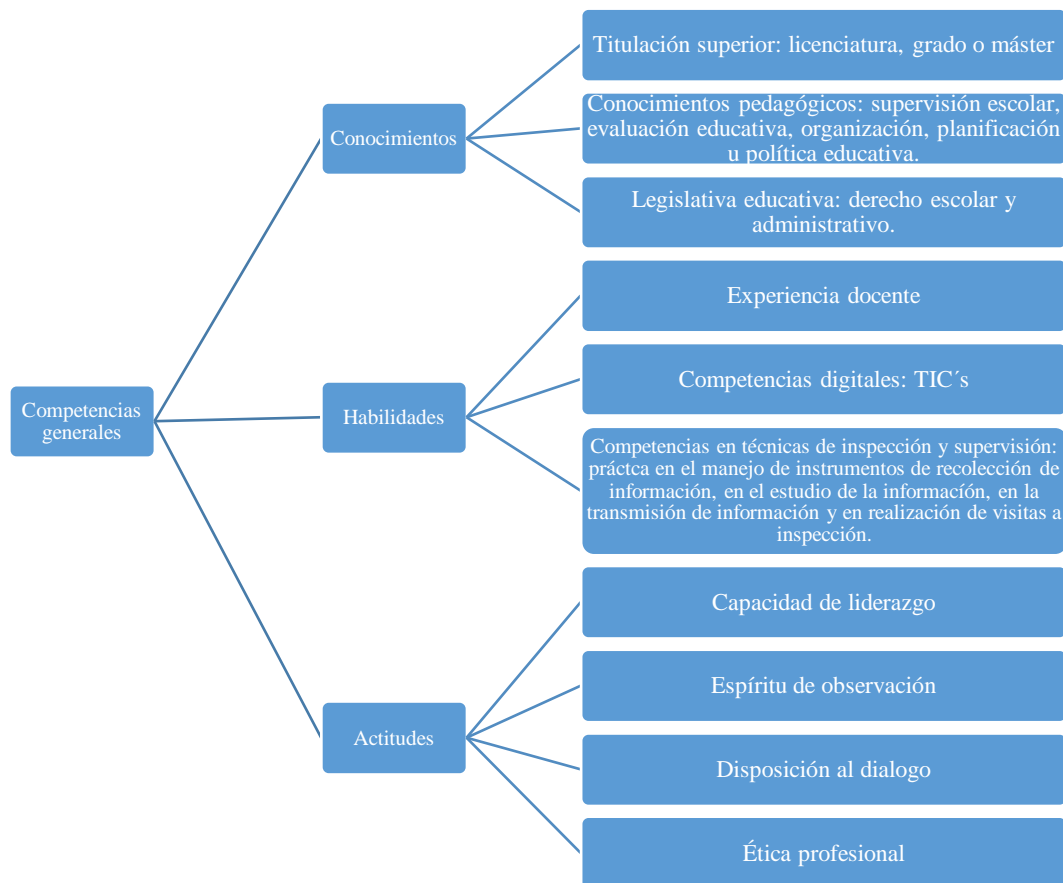 Competencias
generales
Conocimientos
Titulación superior: licenciatura, grado o máster
Conocimientos pedagógicos: supervisión escolar,
evaluación educativa, organización, planificación
u política educativa.
Legislativa educativa: derecho escolar y
administrativo.
Habilidades
Experiencia docente
Competencias digitales: TIC´s
Competencias en técnicas de inspección y supervisión:
práctca en el manejo de instrumentos de recolección de
información, en el estudio de la informacíón, en la
transmisión de información y en realización de visitas a
inspección.
Actitudes
Capacidad de liderazgo
Espíritu de observación
Disposición al dialogo
Ética profesional